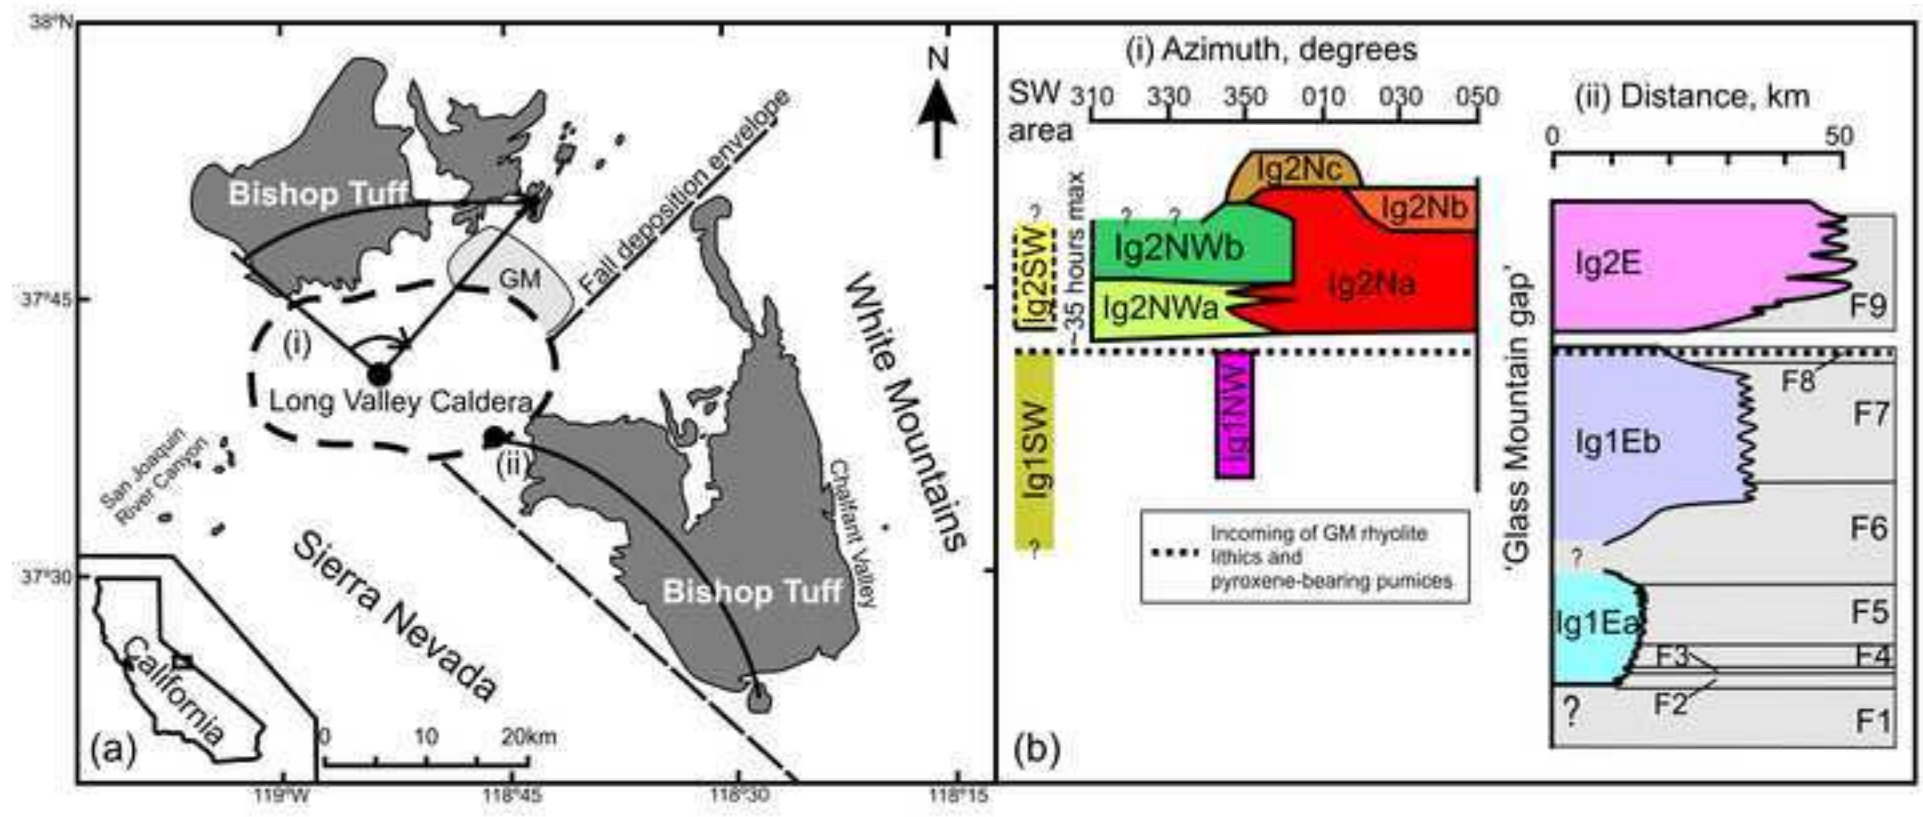 38°N
37°45
37°30
119°W
118°45
118°30
118°15
N
Bishop Tuff
GM
Fall deposition envelope
(i)
Long Valley Caldera
(ii)
White Mountains
San Joaquin
River Canyon
Chalfant Valley
Bishop Tuff
Sierra Nevada
California
0 10 20km
(a)
(i) Azimuth, degrees
SW
area
310 330 350 010 030 050
Ig2Nc
Ig2Nb
Ig2NWb
Ig2Na
Ig2NWa
? ?
~35 hours max
?
Ig2SW
Ig1SW
?
Ig1NW
Incoming of GM rhyolite
lithics and
pyroxene-bearing pumices
(b)
'Glass Mountain gap'
(ii) Distance, km
0 50
Ig2E
F9
F8
F7
Ig1Eb
F6
?
F5
Ig1Ea
F3 F4
F2
? F1